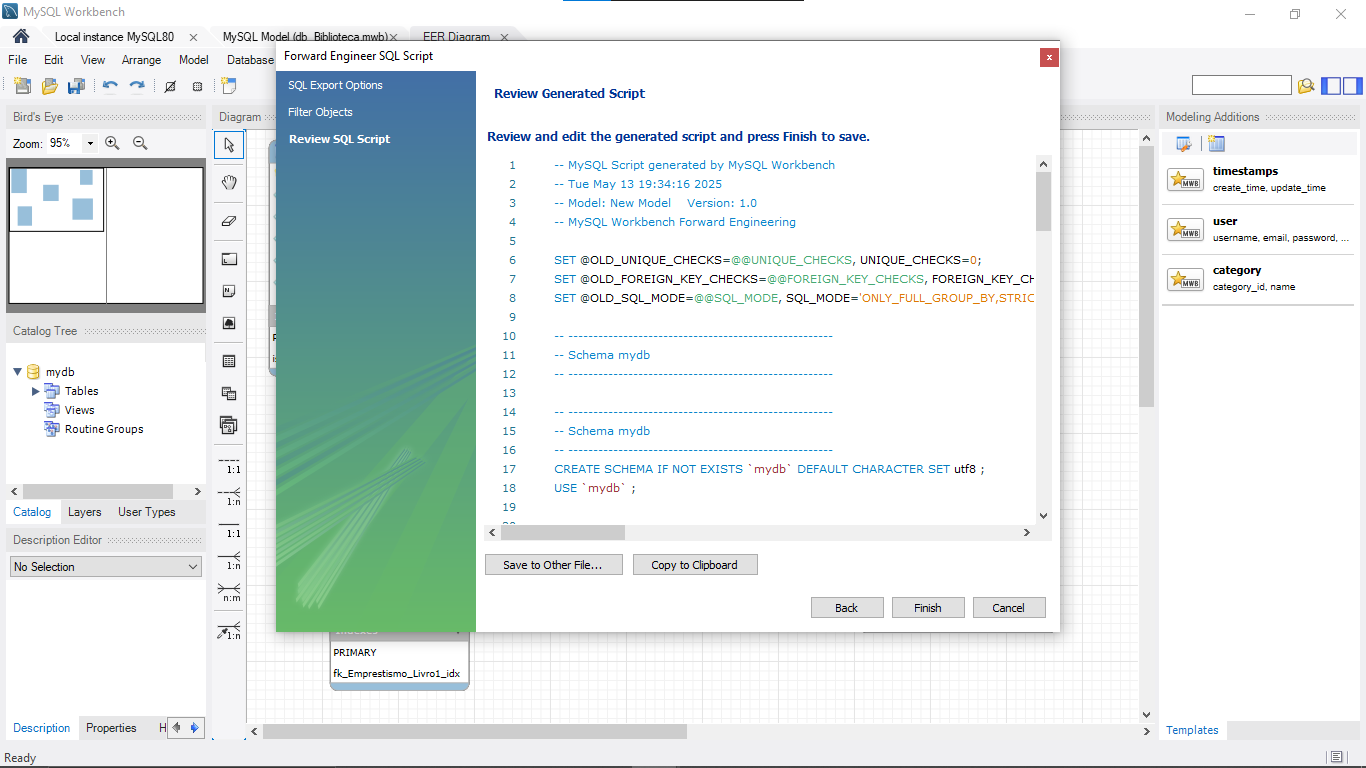 MySQL Workbench
Local instance MySQL80
MySQL Model (db_Biblioteca.mwb)
EER Diagram
File Edit View Arrange Model Database
Forward Engineer SQL Script
SQL Export Options
Filter Objects
Review SQL Script
Review Generated Script
Review and edit the generated script and press Finish to save.
1 -- MySQL Script generated by MySQL Workbench
2 -- Tue May 13 19:34:16 2025
3 -- Model: New Model    Version: 1.0
4 -- MySQL Workbench Forward Engineering
5
6 SET @OLD_UNIQUE_CHECKS=@@UNIQUE_CHECKS, UNIQUE_CHECKS=0;
7 SET @OLD_FOREIGN_KEY_CHECKS=@@FOREIGN_KEY_CHECKS, FOREIGN_KEY_CH
8 SET @OLD_SQL_MODE=@@SQL_MODE, SQL_MODE='ONLY_FULL_GROUP_BY,STRIC
9
10 -- -----------------------------------------------------
11 -- Schema mydb
12 -- -----------------------------------------------------
13
14 -- -----------------------------------------------------
15 -- Schema mydb
16 -- -----------------------------------------------------
17 CREATE SCHEMA IF NOT EXISTS `mydb` DEFAULT CHARACTER SET utf8 ;
18 USE `mydb` ;
19
Save to Other File...
Copy to Clipboard
Back
Finish
Cancel
Bird's Eye
Zoom: 95%
Catalog Tree
mydb
Tables
Views
Routine Groups
Catalog Layers User Types
Description Editor
No Selection
Description Properties H
Diagram
1:1
1:n
1:1
1:n
n:m
1:n
PRIMARY
fk_Emprestismo_Livro1_idx
Modeling Additions
MWB
timestamps
create_time, update_time
MWB
user
username, email, password, ...
MWB
category
category_id, name
Templates
Ready